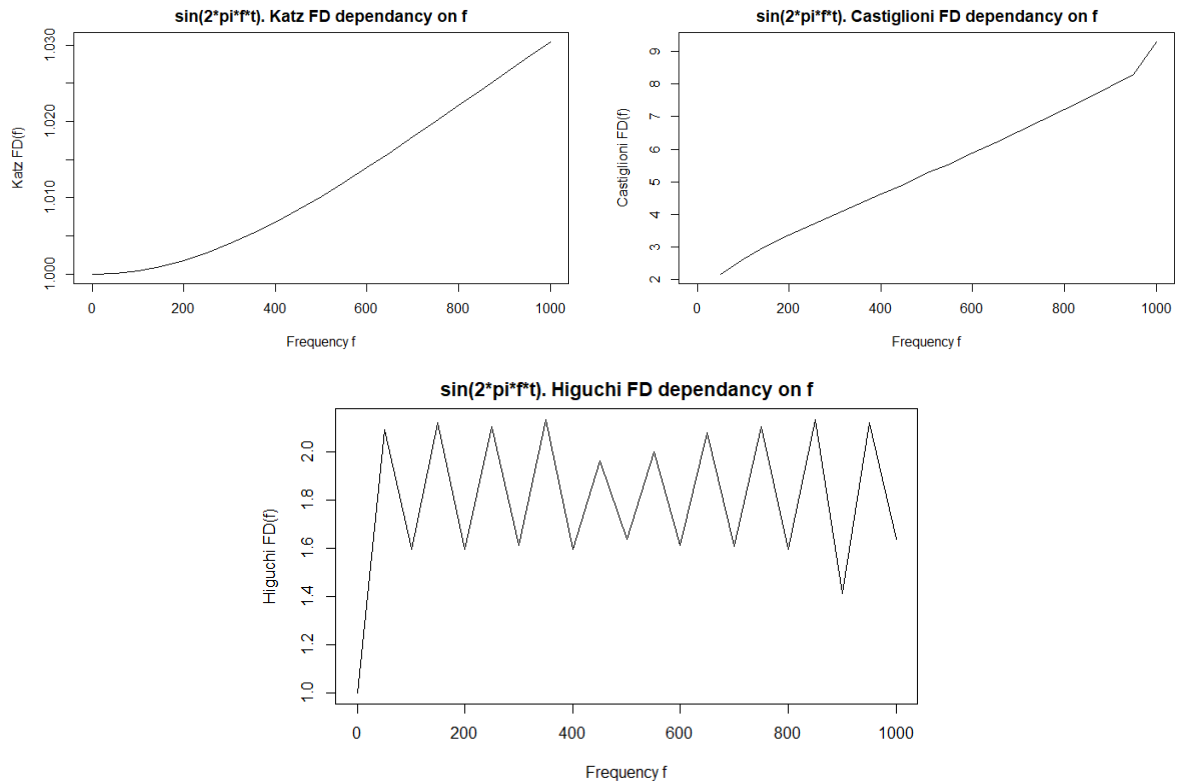 sin(2*pi*f*t). Katz FD dependancy on f
Katz FD(f)
1.030
1.020
1.010
1.000
0 200 400 600 800 1000
Frequency f
sin(2*pi*f*t). Castiglioni FD dependancy on f
Castiglioni FD(f)
9
8
7
6
5
4
3
2
0 200 400 600 800 1000
Frequency f
sin(2*pi*f*t). Higuchi FD dependancy on f
Higuchi FD(f)
2.0
1.8
1.6
1.4
1.2
1.0
0 200 400 600 800 1000
Frequency f